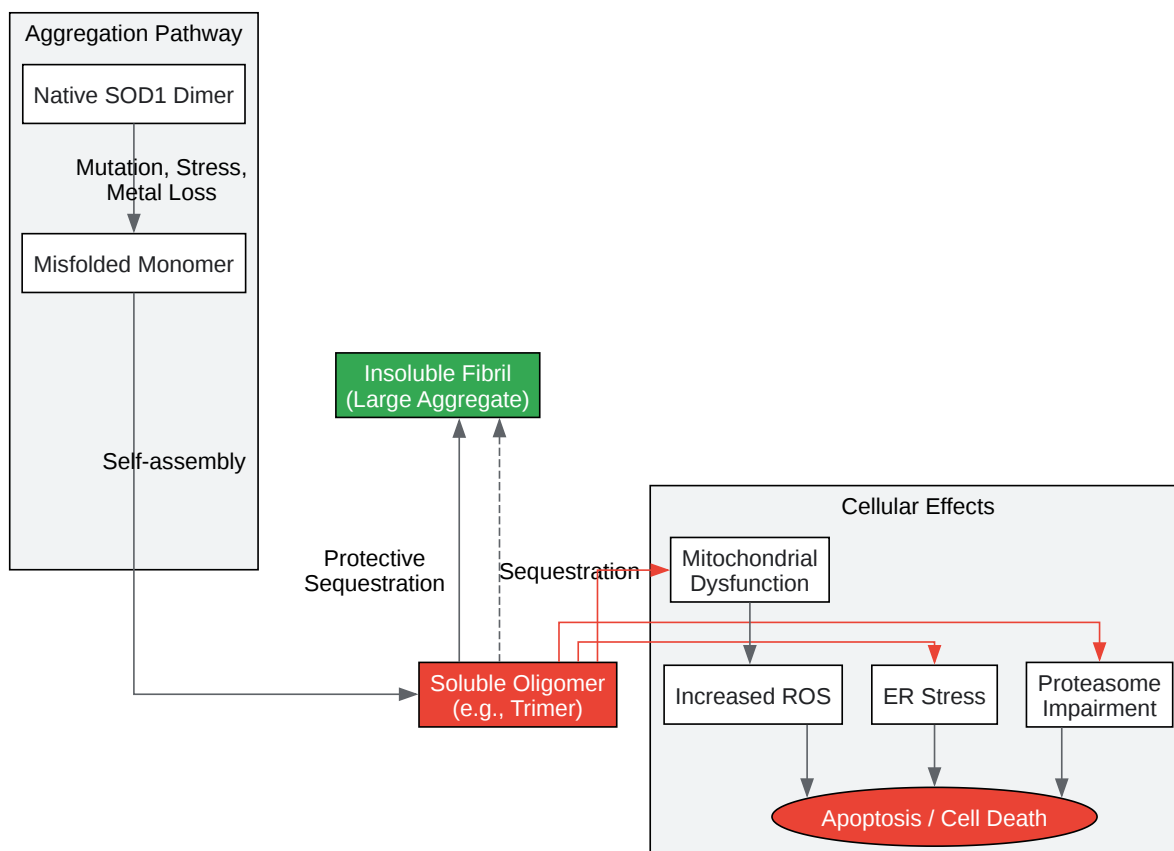 Aggregation Pathway
Native SOD1 Dimer
Mutation, Stress,
Metal Loss
Misfolded Monomer
Self-assembly
Insoluble Fibril
(Large Aggregate)
Protective
Sequestration
Sequestration
Soluble Oligomer
(e.g., Trimer)
Cellular Effects
Mitochondrial
Dysfunction
Increased ROS
ER Stress
Proteasome
Impairment
Apoptosis / Cell Death